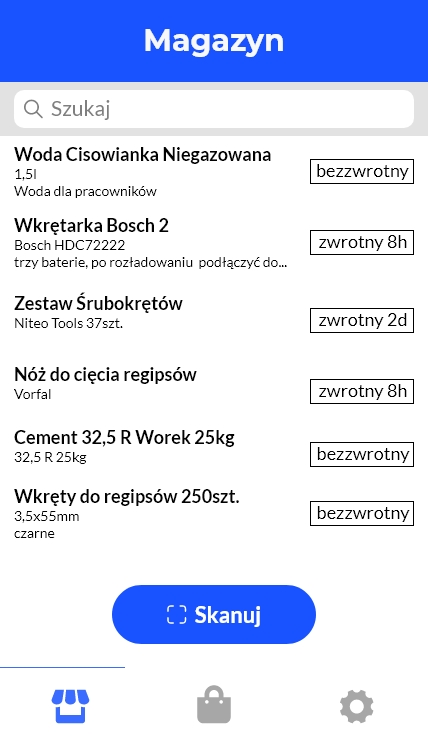 Magazyn
Szukaj
Woda Cisowianka Niegazowana
1,5l
Woda dla pracowników
bezzwrotny
Wkrętarka Bosch 2
Bosch HDC72222
trzy baterie, po rozładowaniu podłączyć do...
zwrotny 8h
Zestaw Śrubokrętów
Niteo Tools 37szt.
zwrotny 2d
Nóż do cięcia regipsów
Vorfal
zwrotny 8h
Cement 32,5 R Worek 25kg
32,5 R 25kg
bezzwrotny
Wkręty do regipsów 250szt.
3,5x55mm
czarne
bezzwrotny
Skanuj